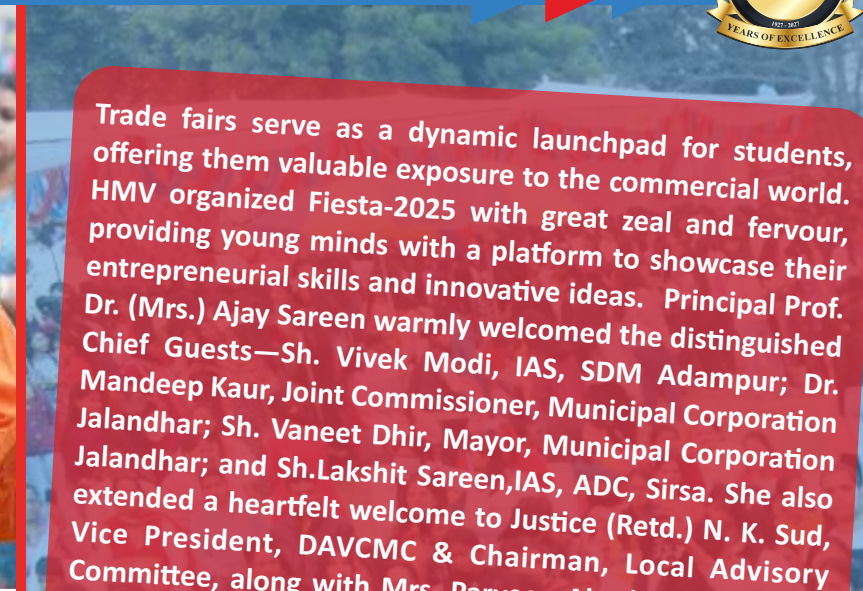 1927 - 2027
YEARS OF EXCELLENCE
Trade fairs serve as a dynamic launchpad for students,
offering them valuable exposure to the commercial world.
HMV organized Fiesta-2025 with great zeal and fervour,
providing young minds with a platform to showcase their
entrepreneurial skills and innovative ideas. Principal Prof.
Dr. (Mrs.) Ajay Sareen warmly welcomed the distinguished
Chief Guests—Sh. Vivek Modi, IAS, SDM Adampur; Dr.
Mandeep Kaur, Joint Commissioner, Municipal Corporation
Jalandhar; Sh. Vaneet Dhir, Mayor, Municipal Corporation
Jalandhar; and Sh.Lakshit Sareen,IAS, ADC, Sirsa. She also
extended a heartfelt welcome to Justice (Retd.) N. K. Sud,
Vice President, DAVCMC & Chairman, Local Advisory
Committee, along with Mrs.